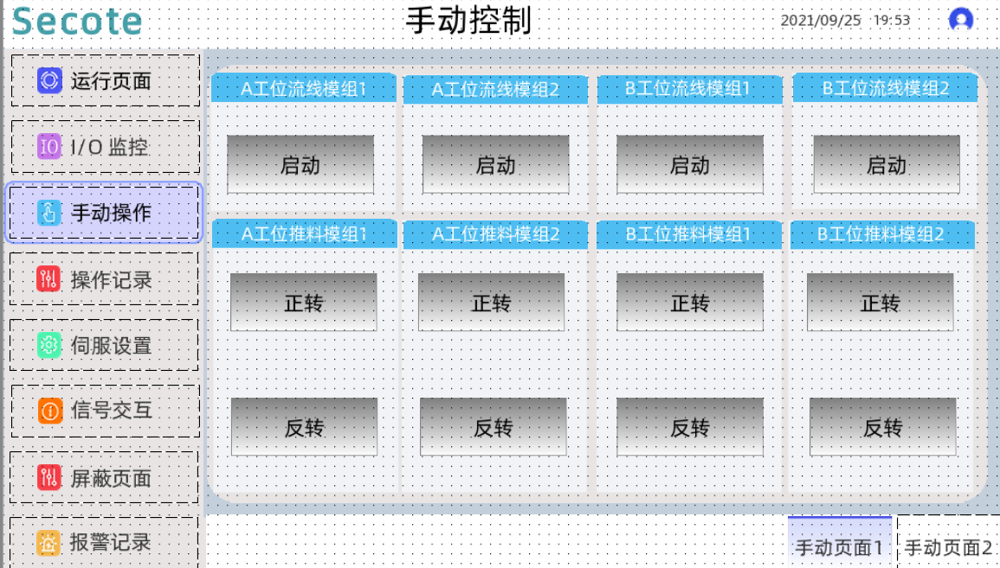 Secote
手动控制
2021/09/25 19:53
运行页面
IO I/O 监控
手动操作
操作记录
伺服设置
信号交互
屏蔽页面
报警记录
A工位流线模组1 A工位流线模组2 B工位流线模组1 B工位流线模组2
启动 启动 启动 启动
A工位推料模组1 A工位推料模组2 B工位推料模组1 B工位推料模组2
正转 正转 正转 正转
反转 反转 反转 反转
手动页面1 手动页面2